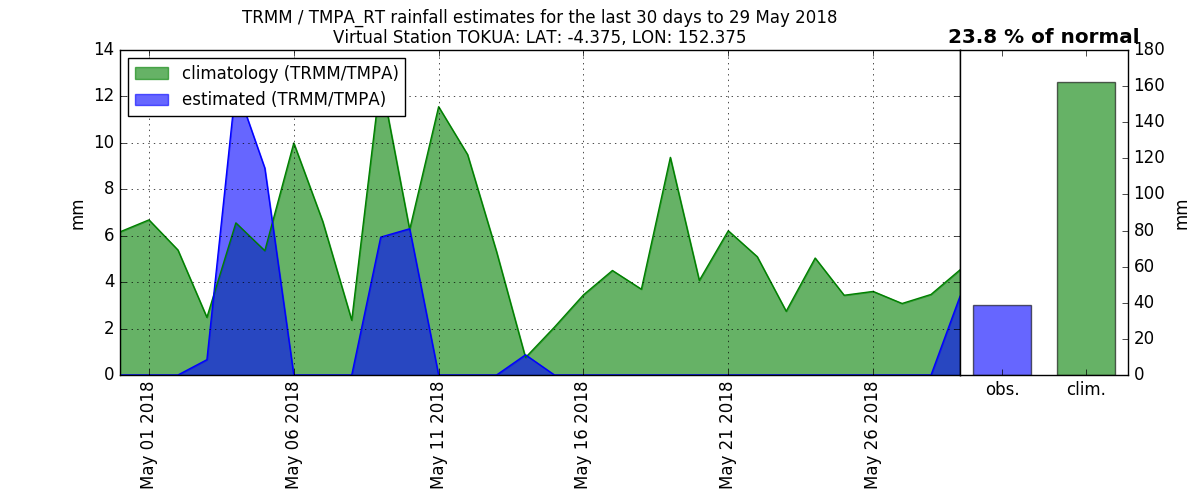 TRMM / TMPA_RT rainfall estimates for the last 30 days to 29 May 2018
Virtual Station TOKUA: LAT: -4.375, LON: 152.375
23.8 % of normal
climatology (TRMM/TMPA)
estimated (TRMM/TMPA)
14
12
10
8
6
4
2
0
mm
May 01 2018
May 06 2018
May 11 2018
May 16 2018
May 21 2018
May 26 2018
obs.
clim.
180
160
140
120
100
80
60
40
20
0
mm